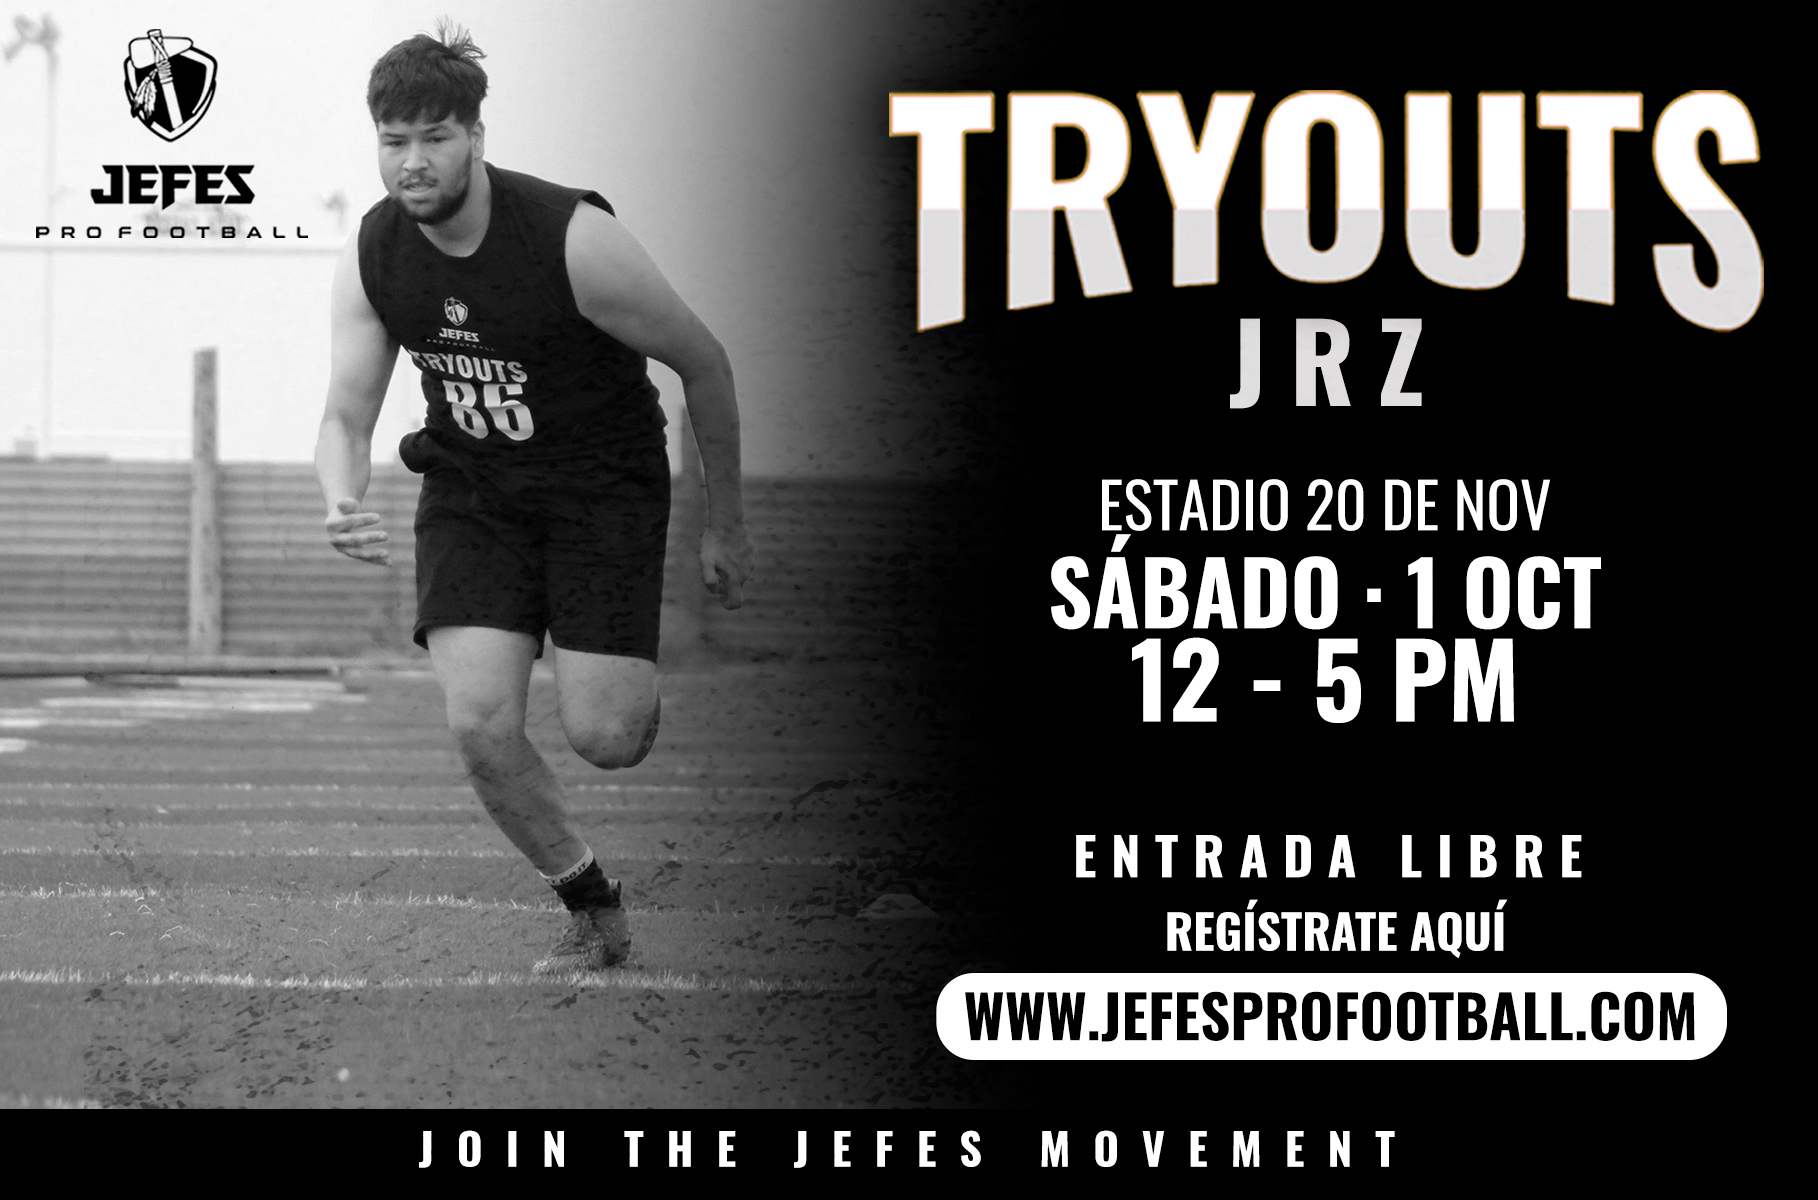 JEFES
PRO FOOTBALL
JEFES
TRYOUTS
86
TRYOUTS
JRZ
ESTADIO 20 DE NOV
SÁBADO · 1 OCT
12 - 5 PM
ENTRADA LIBRE
REGÍSTRATE AQUÍ
WWW.JEFESPROFOOTBALL.COM
JOIN THE JEFES MOVEMENT